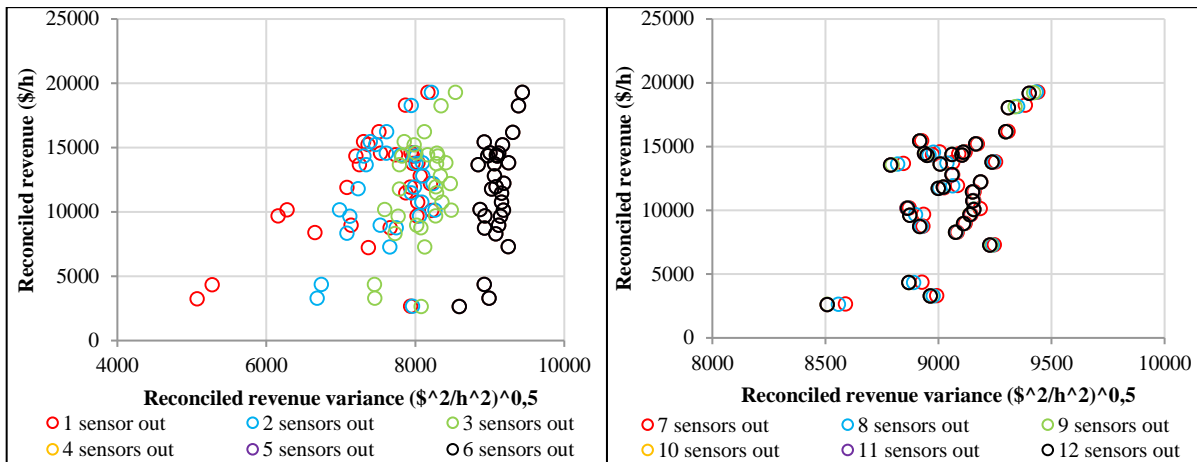 25000
20000
15000
10000
5000
0
Reconciled revenue ($/h)
4000 6000 8000 10000
Reconciled revenue variance ($^2/h^2)^0,5
1 sensor out 2 sensors out 3 sensors out
4 sensors out 5 sensors out 6 sensors out
25000
20000
15000
10000
5000
0
Reconciled revenue ($/h)
8000 8500 9000 9500 10000
Reconciled revenue variance ($^2/h^2)^0,5
7 sensors out 8 sensors out 9 sensors out
10 sensors out 11 sensors out 12 sensors out